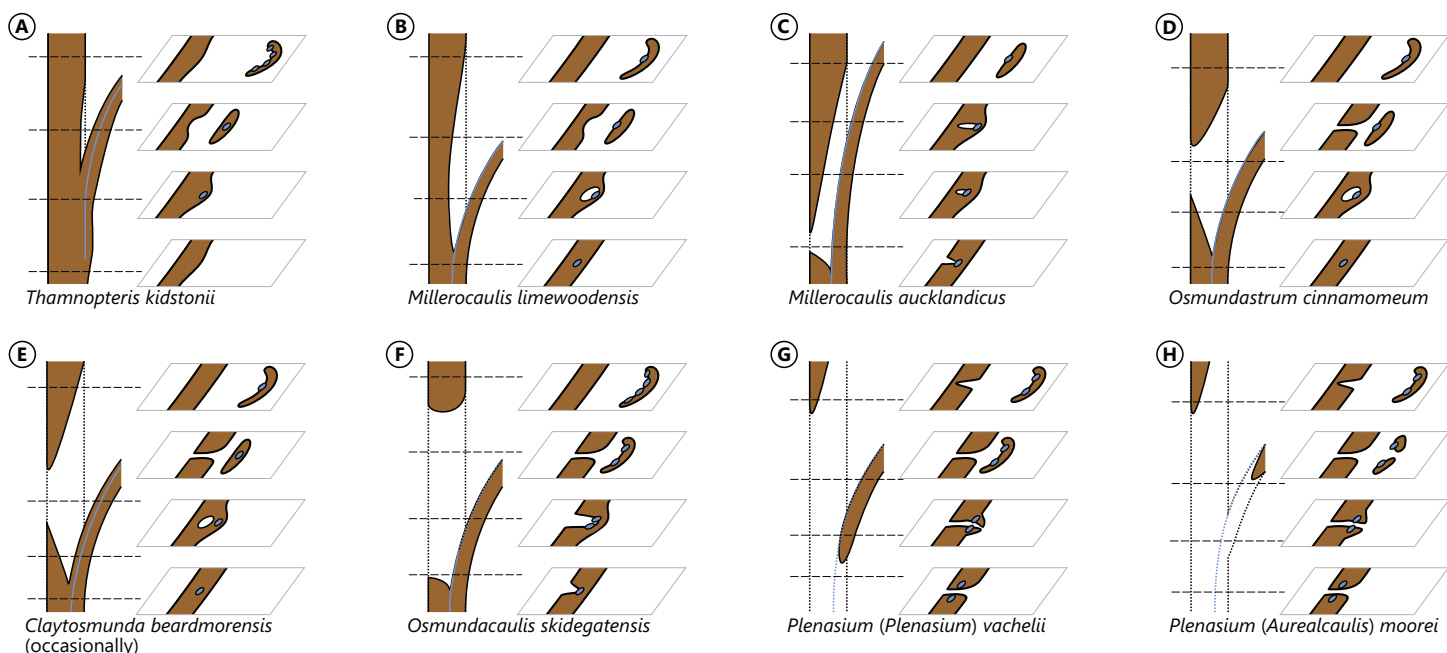 A
B
C
D
Thamnopteris kidstonii
Millerocaulis limewoodensis
Millerocaulis aucklandicus
Osmundastrum cinnamomeum
E
F
G
H
Claytosmunda beardmorensis
(occasionally)
Osmundacaulis skidegatensis
Plenasium (Plenasium) vachelii
Plenasium (Aurealcaulis) moorei